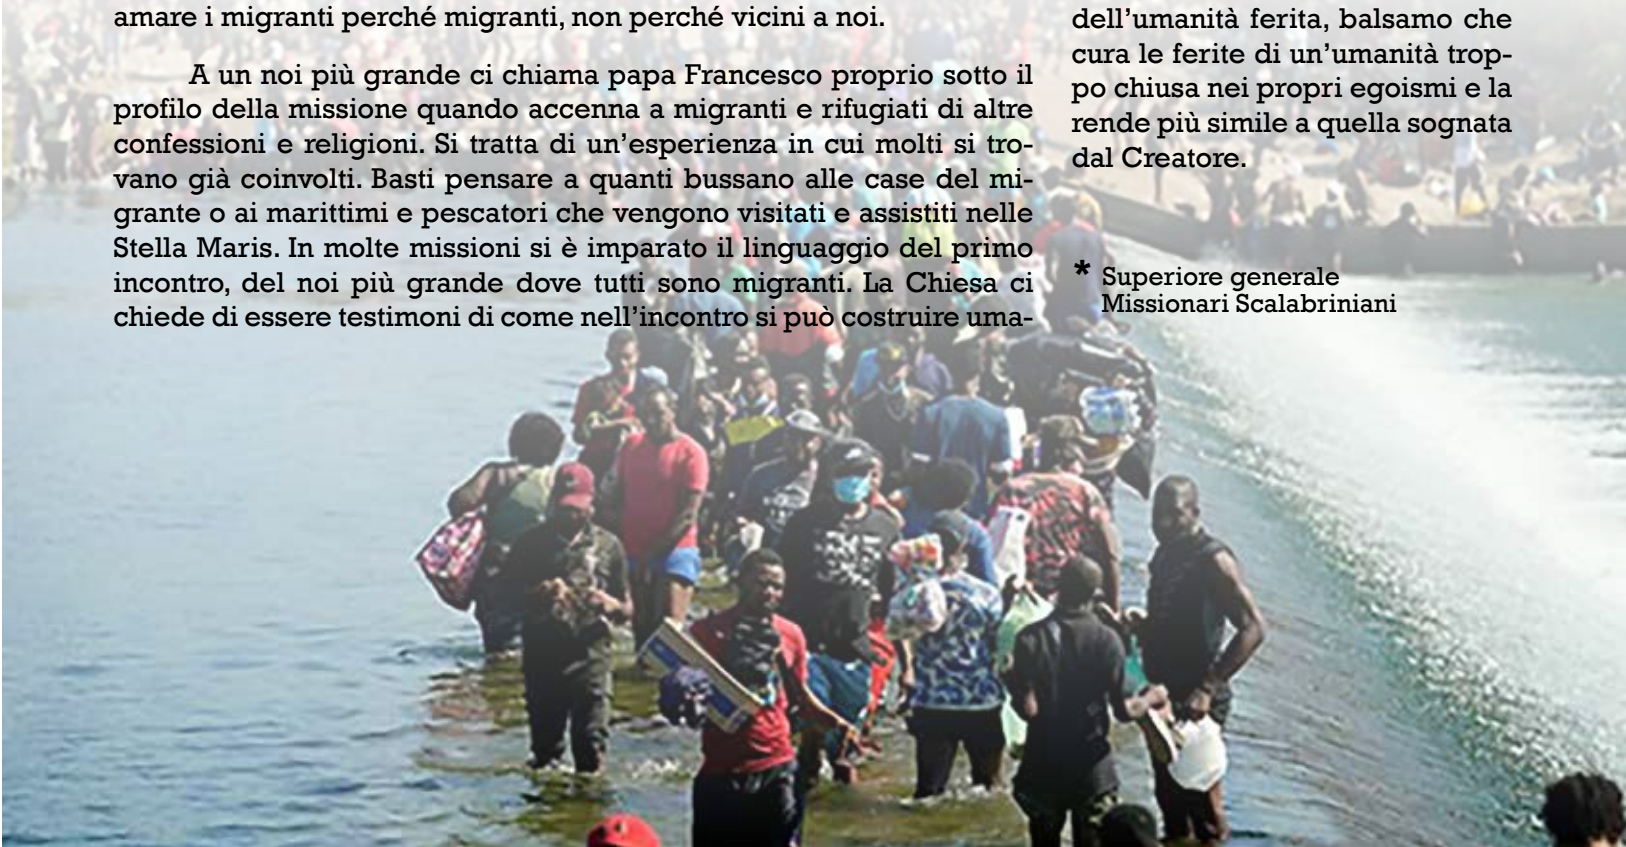 amare i migranti perché migranti, non perché vicini a noi.
A un noi più grande ci chiama papa Francesco proprio sotto il
profilo della missione quando accenna a migranti e rifugiati di altre
confessioni e religioni. Si tratta di un’esperienza in cui molti si tro-
vano già coinvolti. Basti pensare a quanti bussano alle case del mi-
grante o ai marittimi e pescatori che vengono visitati e assistiti nelle
Stella Maris. In molte missioni si è imparato il linguaggio del primo
incontro, del noi più grande dove tutti sono migranti. La Chiesa ci
chiede di essere testimoni di come nell’incontro si può costruire uma-
dell’umanità ferita, balsamo che
cura le ferite di un’umanità trop-
po chiusa nei propri egoismi e la
rende più simile a quella sognata
dal Creatore.
* Superiore generale
Missionari Scalabriniani